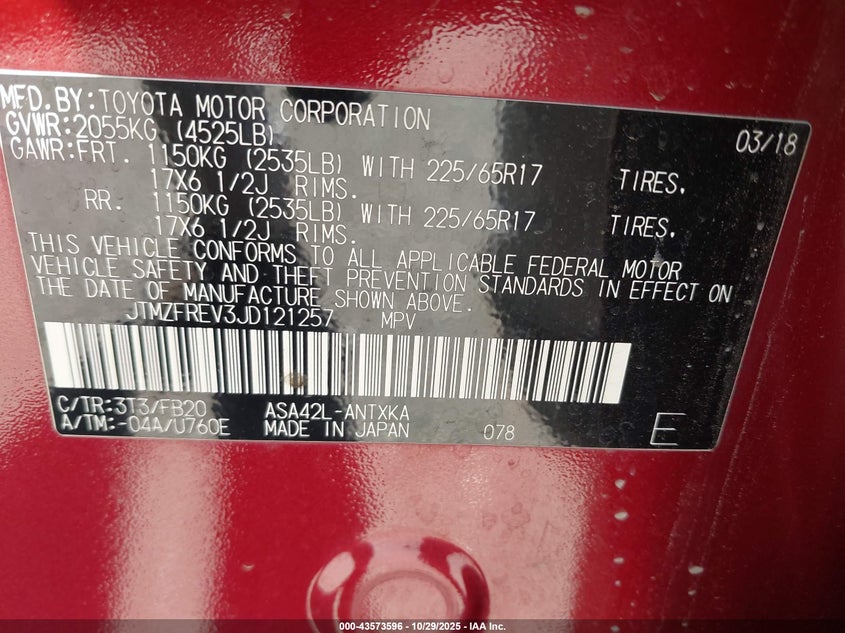 MFD.BY:TOYOTA MOTOR CORPORATION 03/18
GVWR:2055KG (4525LB)
GAWR:FRT. 1150KG (2535LB) WITH 225/65R17 TIRES,
17X6 1/2J RIMS.
RR. 1150KG (2535LB) WITH 225/65R17 TIRES,
17X6 1/2J RIMS.
THIS VEHICLE CONFORMS TO ALL APPLICABLE FEDERAL MOTOR
VEHICLE SAFETY AND THEFT PREVENTION STANDARDS IN EFFECT ON
THE DATE OF MANUFACTURE SHOWN ABOVE.
JTMZFREV3JD121257 MPV
C/TR:3T3/FB20 ASA42L-ANTXKA
A/TM:-04A/U760E MADE IN JAPAN 078 E
000-43573596 - 10/29/2025 - IAA Inc.